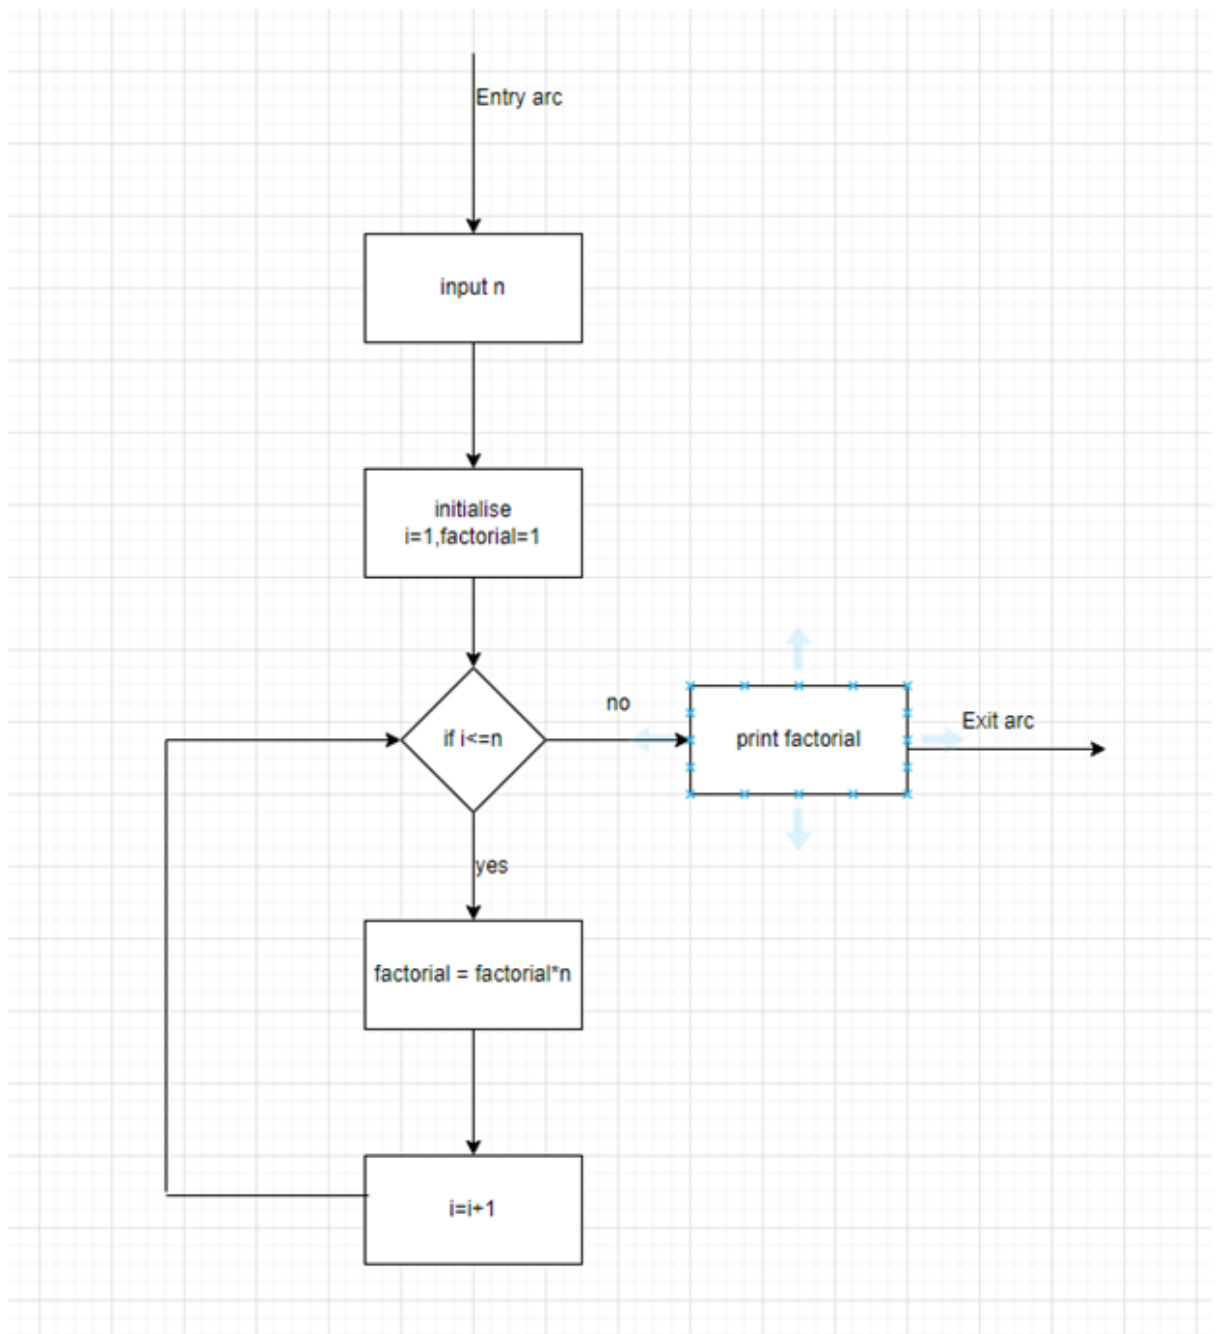 Entry arc
input n
initialise
i=1,factorial=1
if i<=n
no
print factorial
Exit arc
yes
factorial = factorial*n
i=i+1